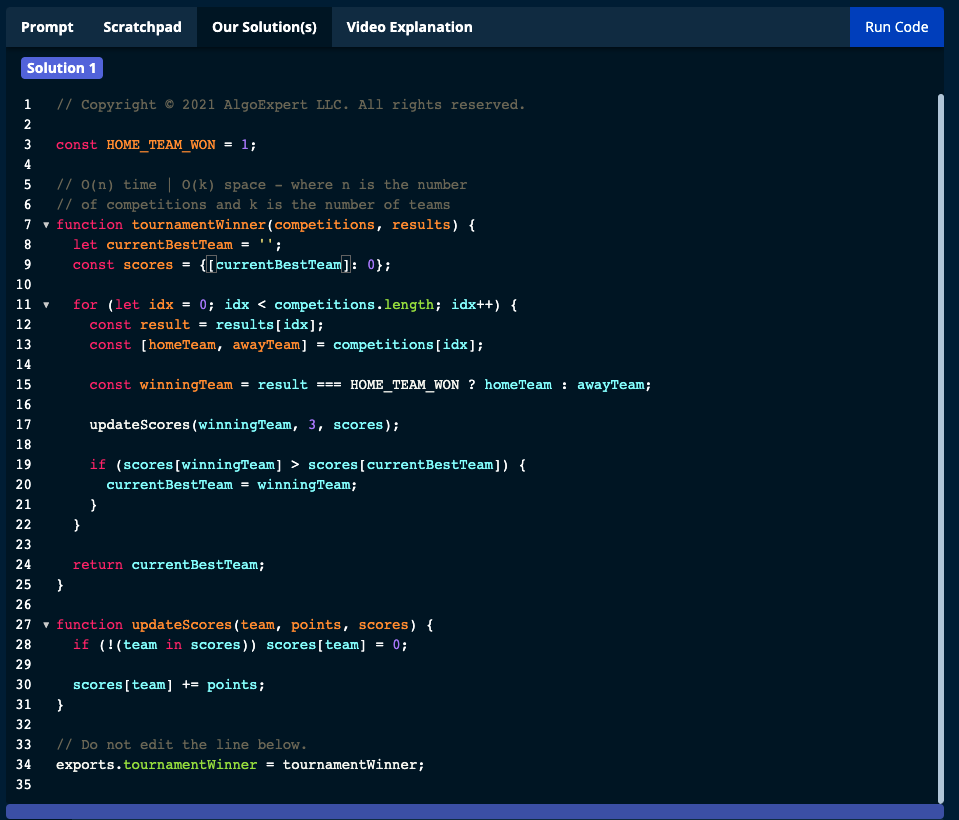 Prompt Scratchpad Our Solution(s) Video Explanation Run Code
Solution 1
1 // Copyright © 2021 AlgoExpert LLC. All rights reserved.
2
3 const HOME_TEAM_WON = 1;
4
5 // O(n) time | O(k) space - where n is the number
6 // of competitions and k is the number of teams
7 function tournamentWinner(competitions, results) {
8   let currentBestTeam = '';
9   const scores = {[currentBestTeam]: 0};
10
11   for (let idx = 0; idx < competitions.length; idx++) {
12     const result = results[idx];
13     const [homeTeam, awayTeam] = competitions[idx];
14
15     const winningTeam = result === HOME_TEAM_WON ? homeTeam : awayTeam;
16
17     updateScores(winningTeam, 3, scores);
18
19     if (scores[winningTeam] > scores[currentBestTeam]) {
20       currentBestTeam = winningTeam;
21     }
22   }
23
24   return currentBestTeam;
25 }
26
27 function updateScores(team, points, scores) {
28   if (!(team in scores)) scores[team] = 0;
29
30   scores[team] += points;
31 }
32
33 // Do not edit the line below.
34 exports.tournamentWinner = tournamentWinner;
35